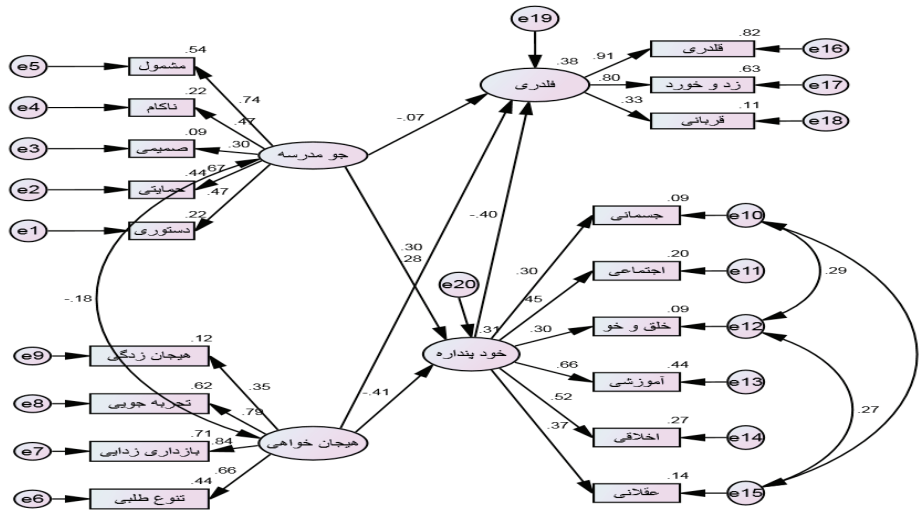 e19
e5
مشمول
.54
e4
ناکام
.22
e3
صمیمی
.09
e2
حمایتی
.44
e1
دستوری
.22
.74
.47
.30
.67
.47
جو مدرسه
-.07
قلدری
.38
.91
.80
.33
قلدری
.82
e16
زد و خورد
.63
e17
قربانی
.11
e18
-.18
.30
.28
-.40
e20
.31
خود پنداره
-.41
e9
هیجان زدگی
.12
e8
تجربه جویی
.62
e7
بازداری زدایی
.71
e6
تنوع طلبی
.44
.35
.79
.84
.66
هیجان خواهی
.30
.45
.30
.66
.52
.37
جسمانی
.09
e10
اجتماعی
.20
e11
خلق و خو
.09
e12
آموزشی
.44
e13
اخلاقی
.27
e14
عقلانی
.14
e15
.29
.27